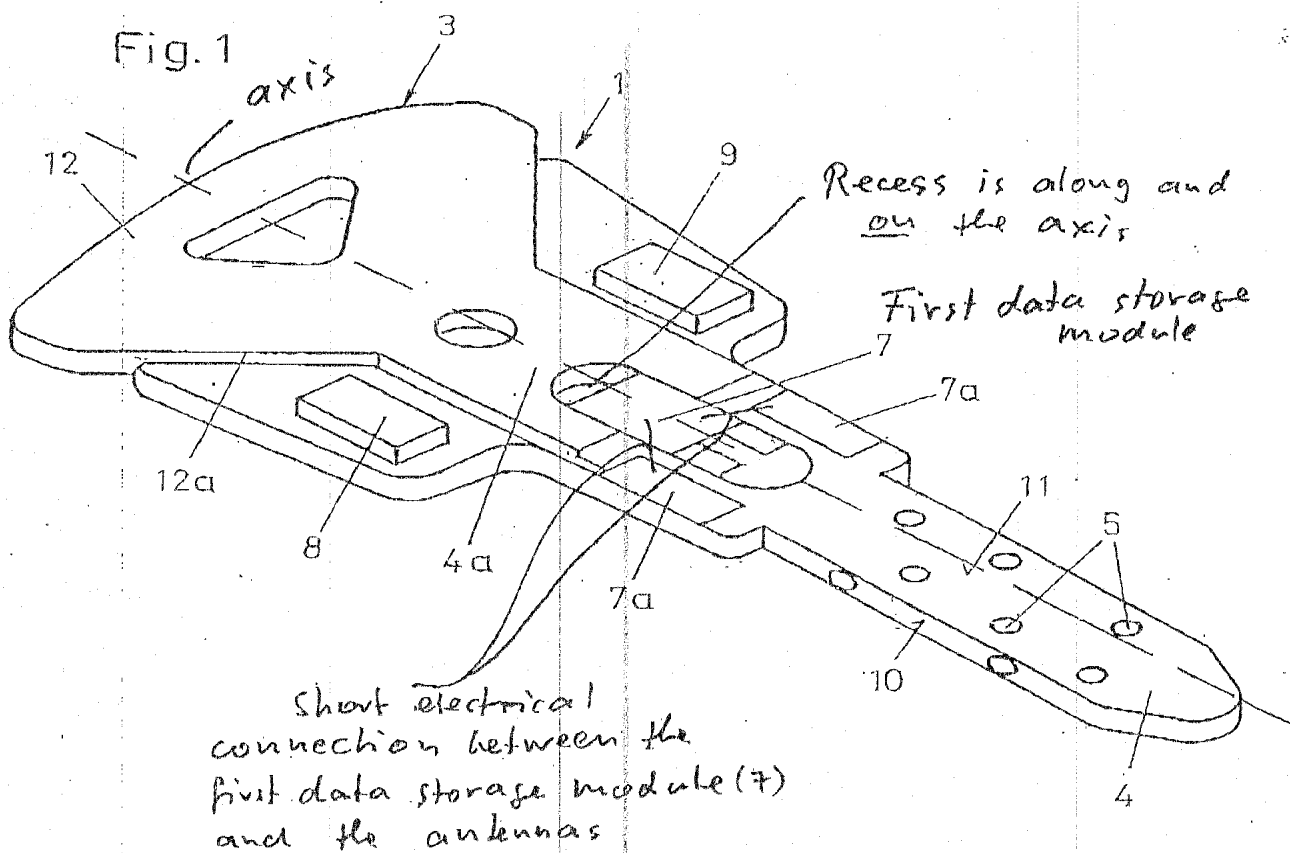 Fig. 1
3
axis
1
12
9
Recess is along and
on the axis
First data storage
module
7
7a
12a
8
4a
7a
11
5
10
4
Short electrical
connection between the
first data storage module (7)
and the antennas